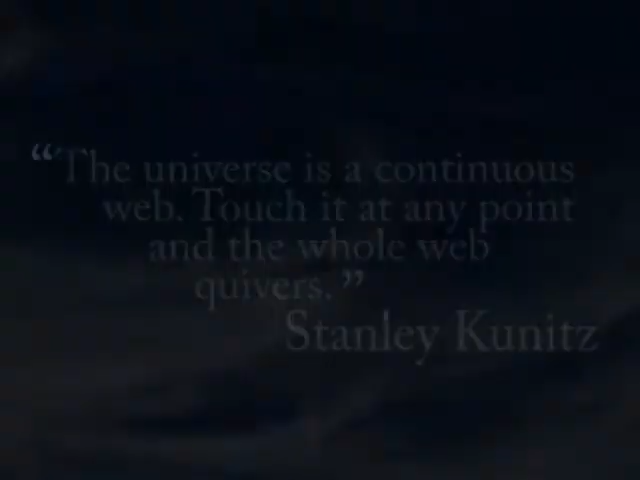 “The universe is a continuous
web. Touch it at any point
and the whole web
quivers.”
Stanley Kunitz